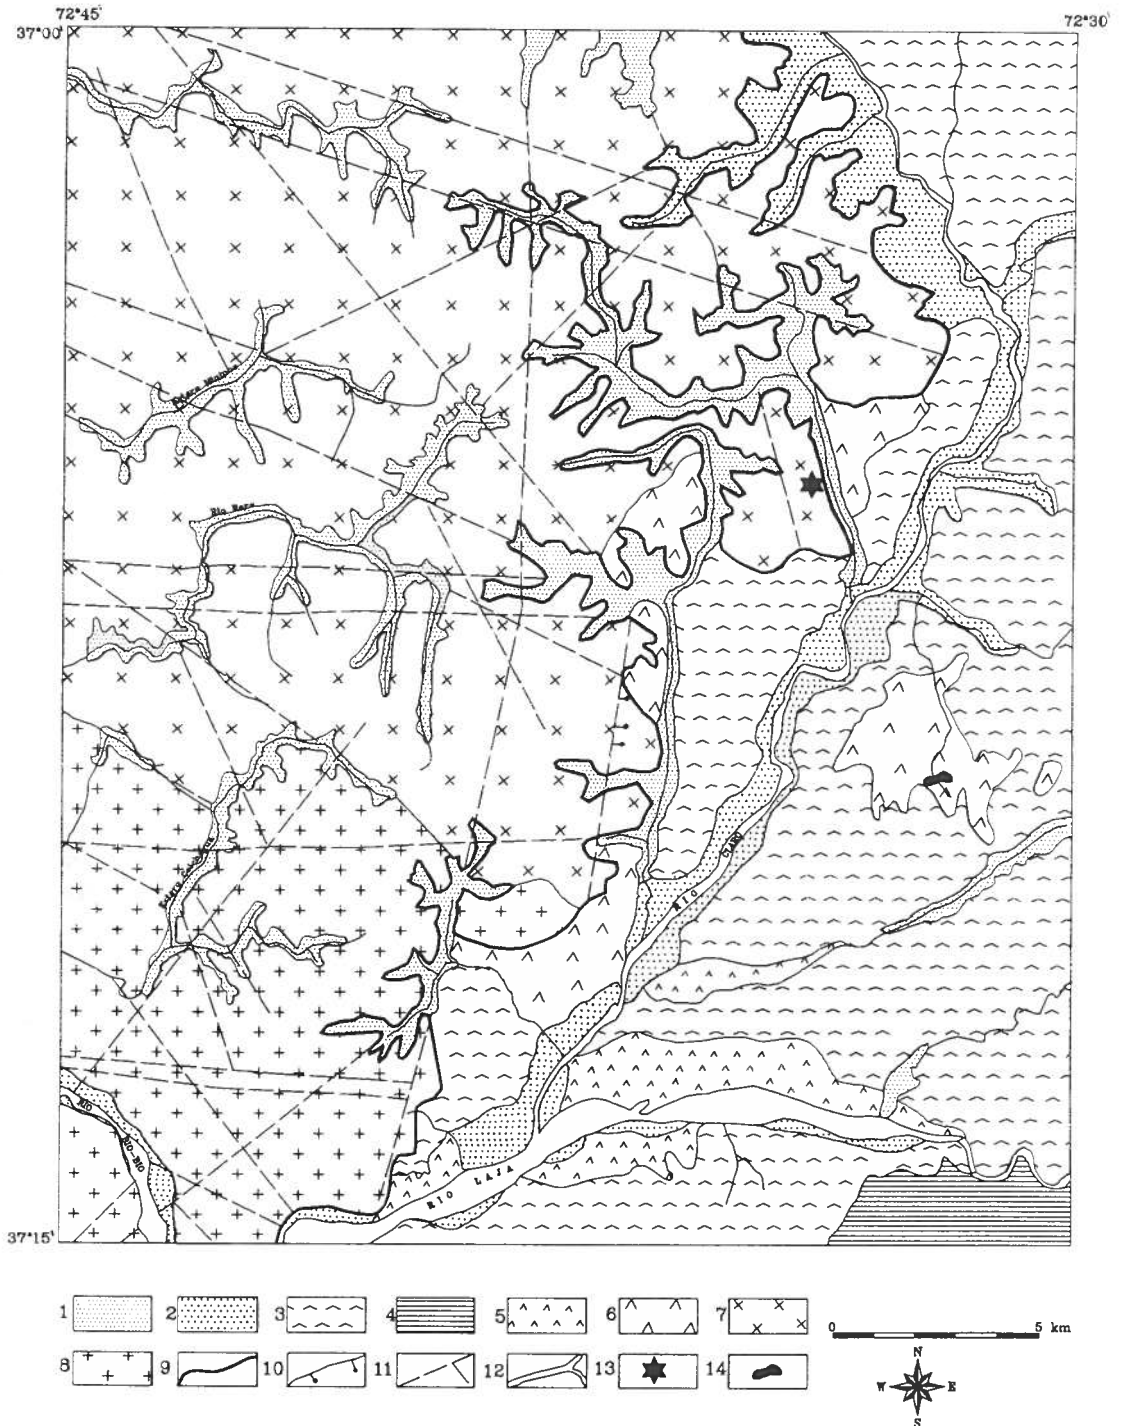 72°45'
72°30'
37°00'
Rio Rere
RIO
CLARO
RIO
BIO-BIO
RIO LAJA
37°15'
1 2 3 4 5 6 7
0 5 km
8 9 10 11 12 13 14
N
W E
S